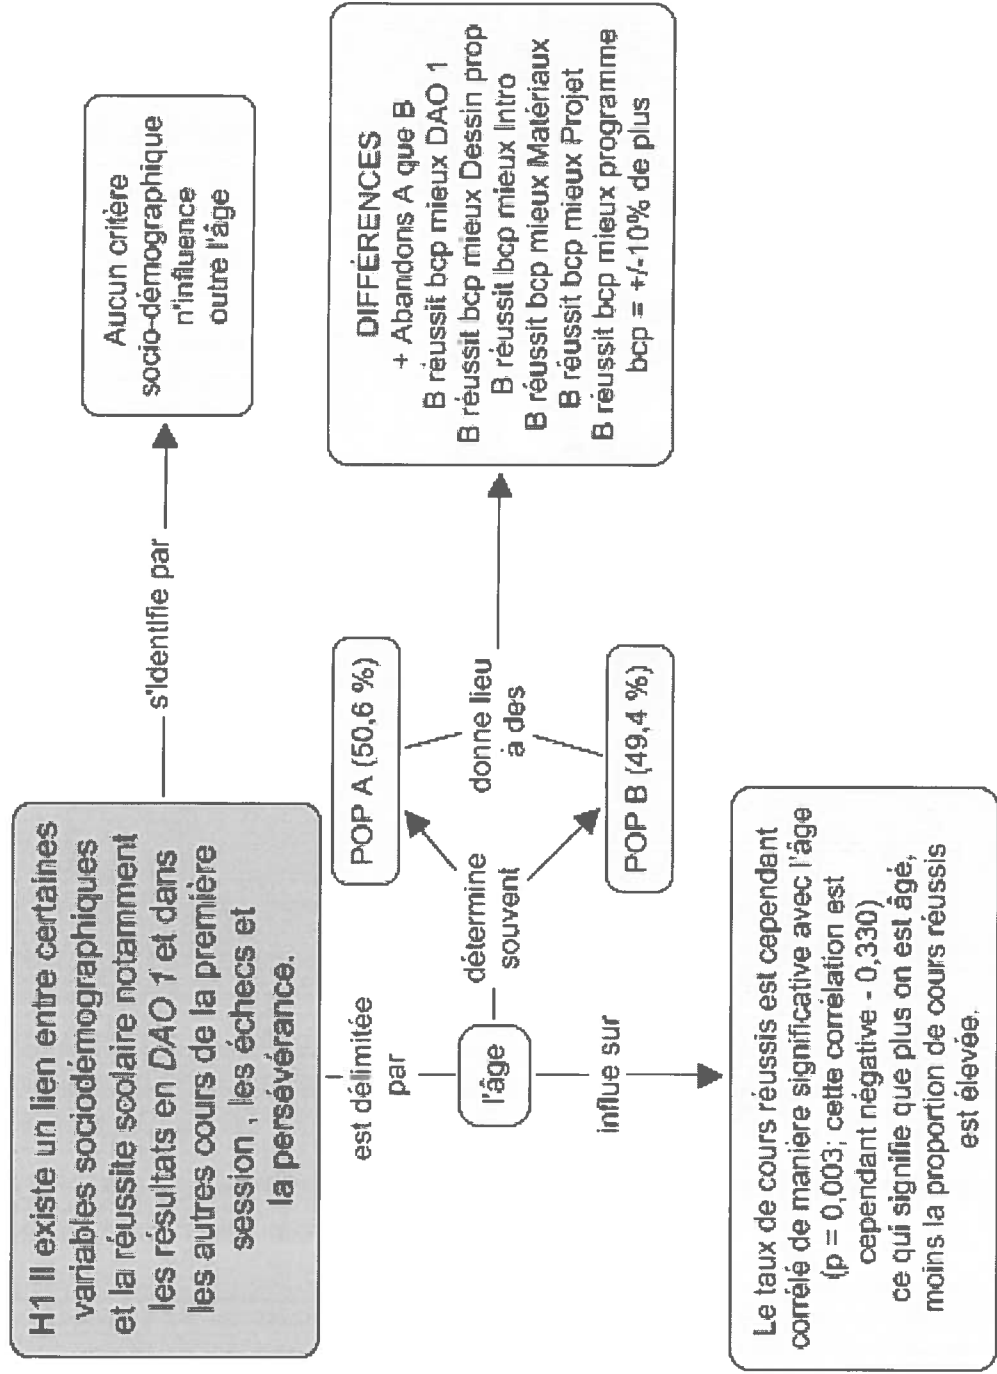 H1 Il existe un lien entre certaines
variables sociodémographiques
et la réussite scolaire notamment
les résultats en DAO 1 et dans
les autres cours de la première
session , les échecs et
la persévérance.
s'identifie par
Aucun critère
socio-démographique
n'influence
outre l'âge
est délimitée
par
l'âge
détermine
souvent
POP A (50,6 %)
POP B (49,4 %)
donne lieu
à des
DIFFÉRENCES
+ Abandons A que B
B réussit bcp mieux DAO 1
B réussit bcp mieux Dessin prop
B réussit bcp mieux Intro
B réussit bcp mieux Matériaux
B réussit bcp mieux Projet
B réussit bcp mieux programme
bcp = +/-10% de plus
influe sur
Le taux de cours réussis est cependant
corrélé de manière significative avec l'âge
(p = 0,003; cette corrélation est
cependant négative - 0,330)
ce qui signifie que plus on est âgé,
moins la proportion de cours réussis
est élevée.